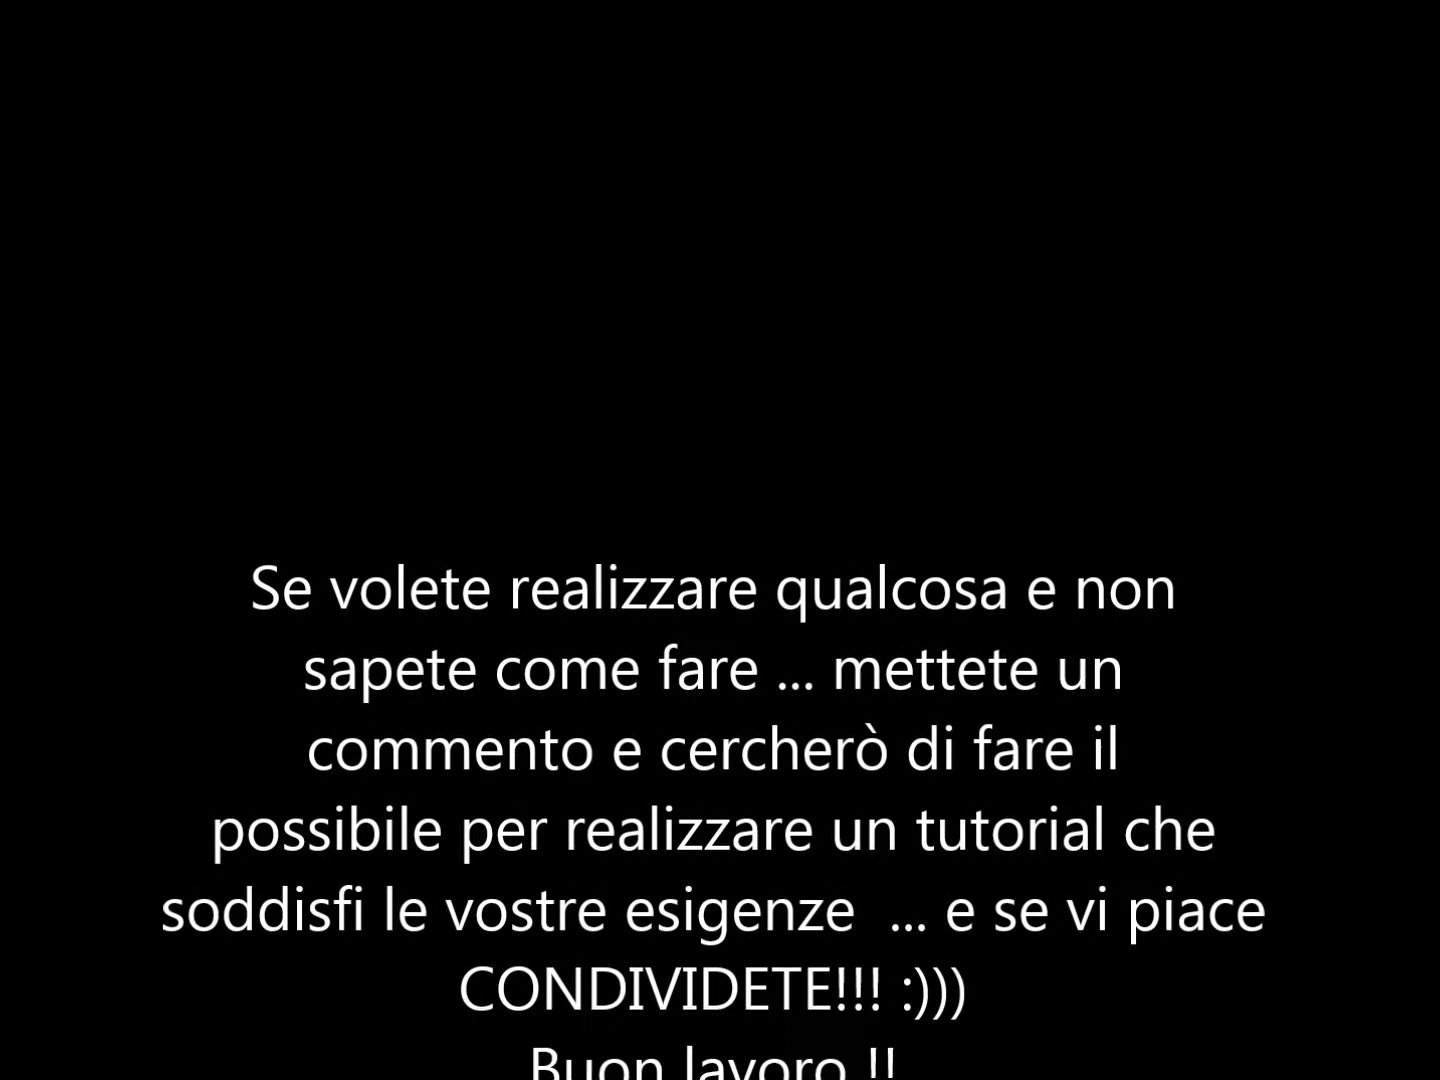 Se volete realizzare qualcosa e non
sapete come fare ... mettete un
commento e cercherò di fare il
possibile per realizzare un tutorial che
soddisfi le vostre esigenze  ... e se vi piace
CONDIVIDETE!!! :)))
Buon lavoro !!